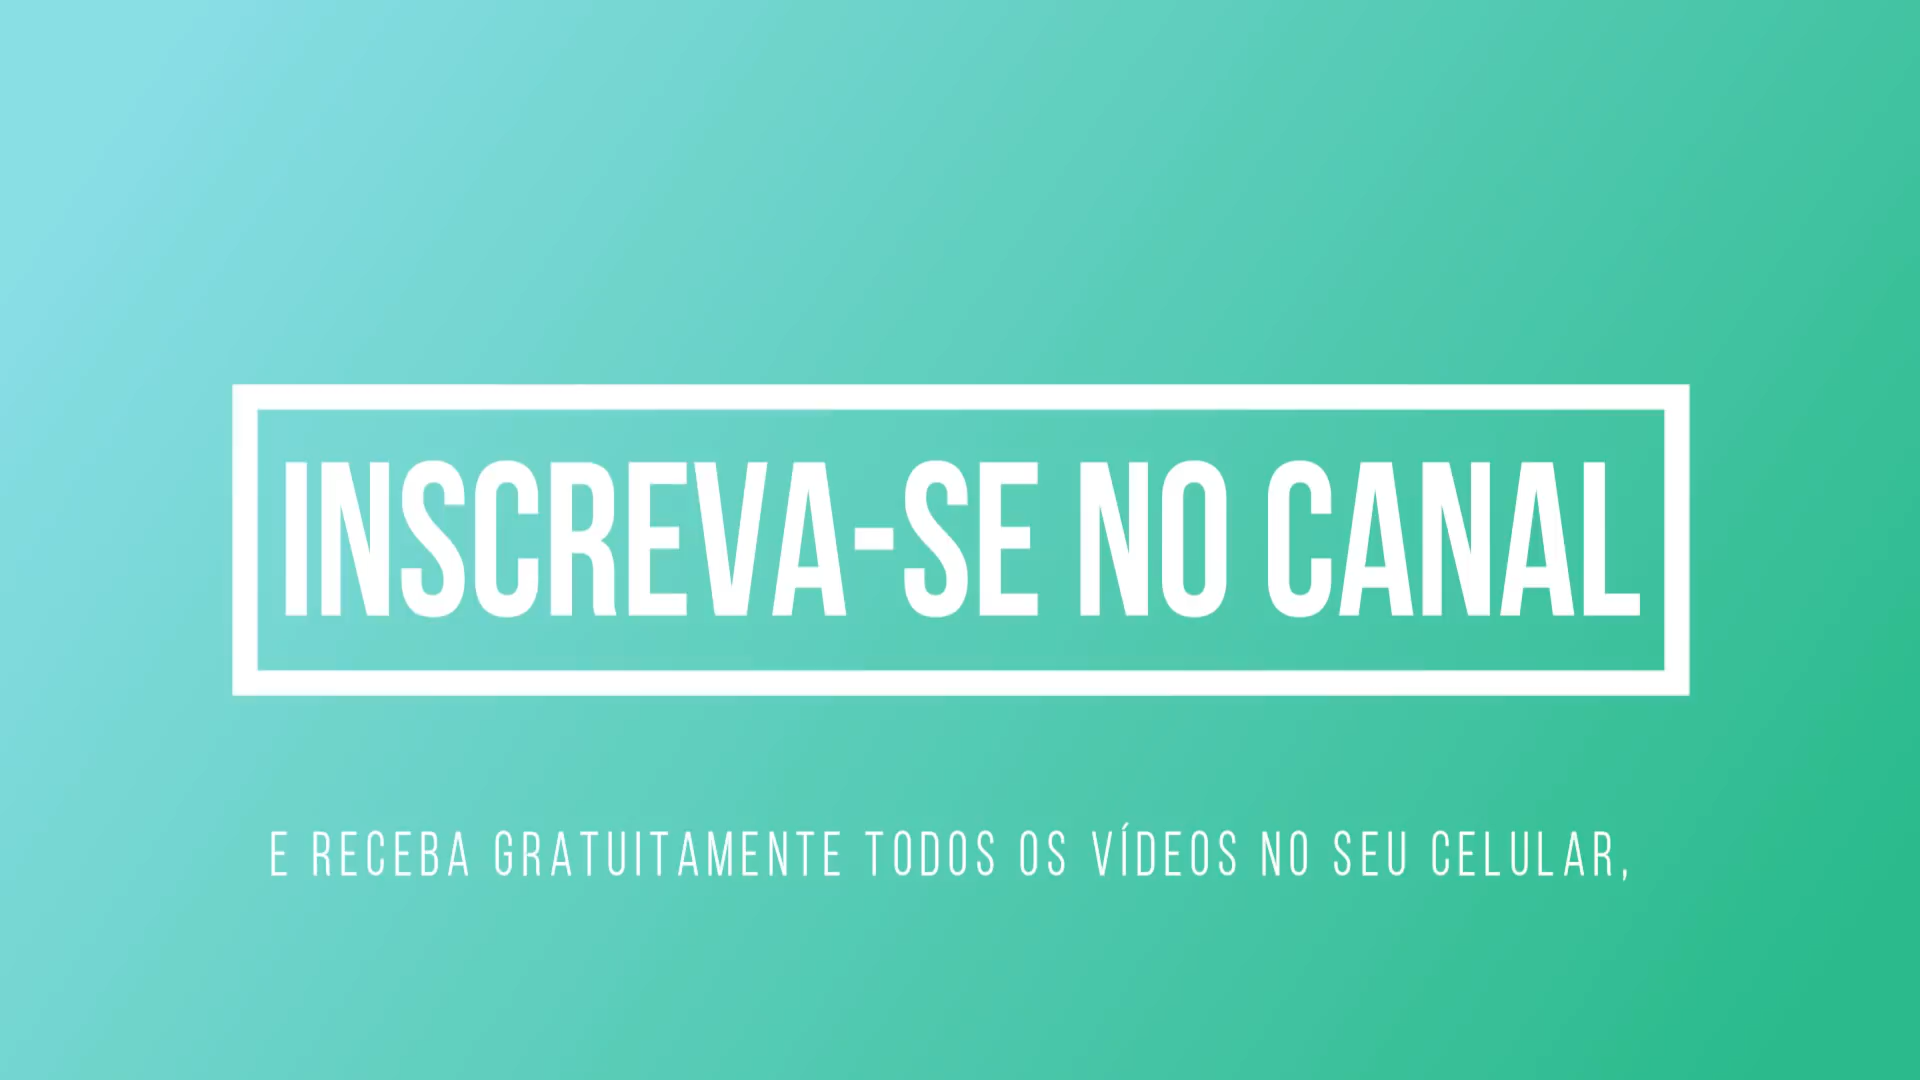 INSCREVA-SE NO CANAL
E RECEBA GRATUITAMENTE TODOS OS VÍDEOS NO SEU CELULAR,